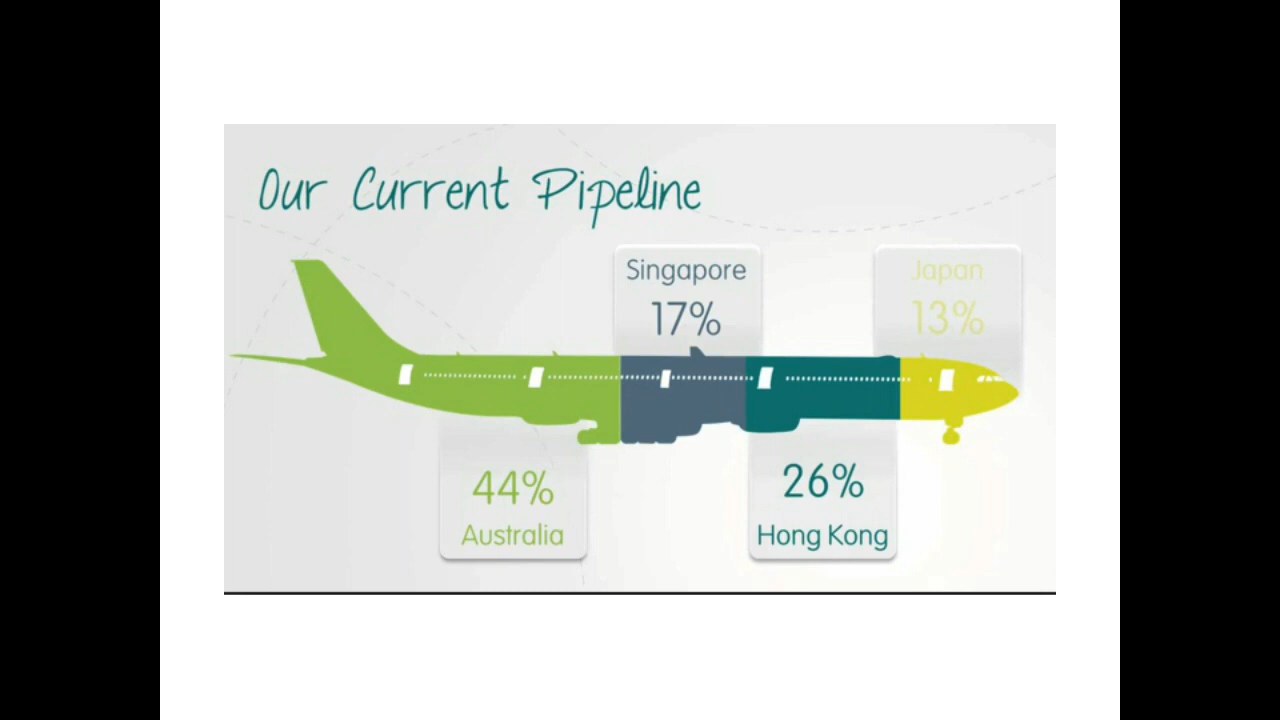 Our Current Pipeline
Singapore
17%
Japan
13%
44%
Australia
26%
Hong Kong